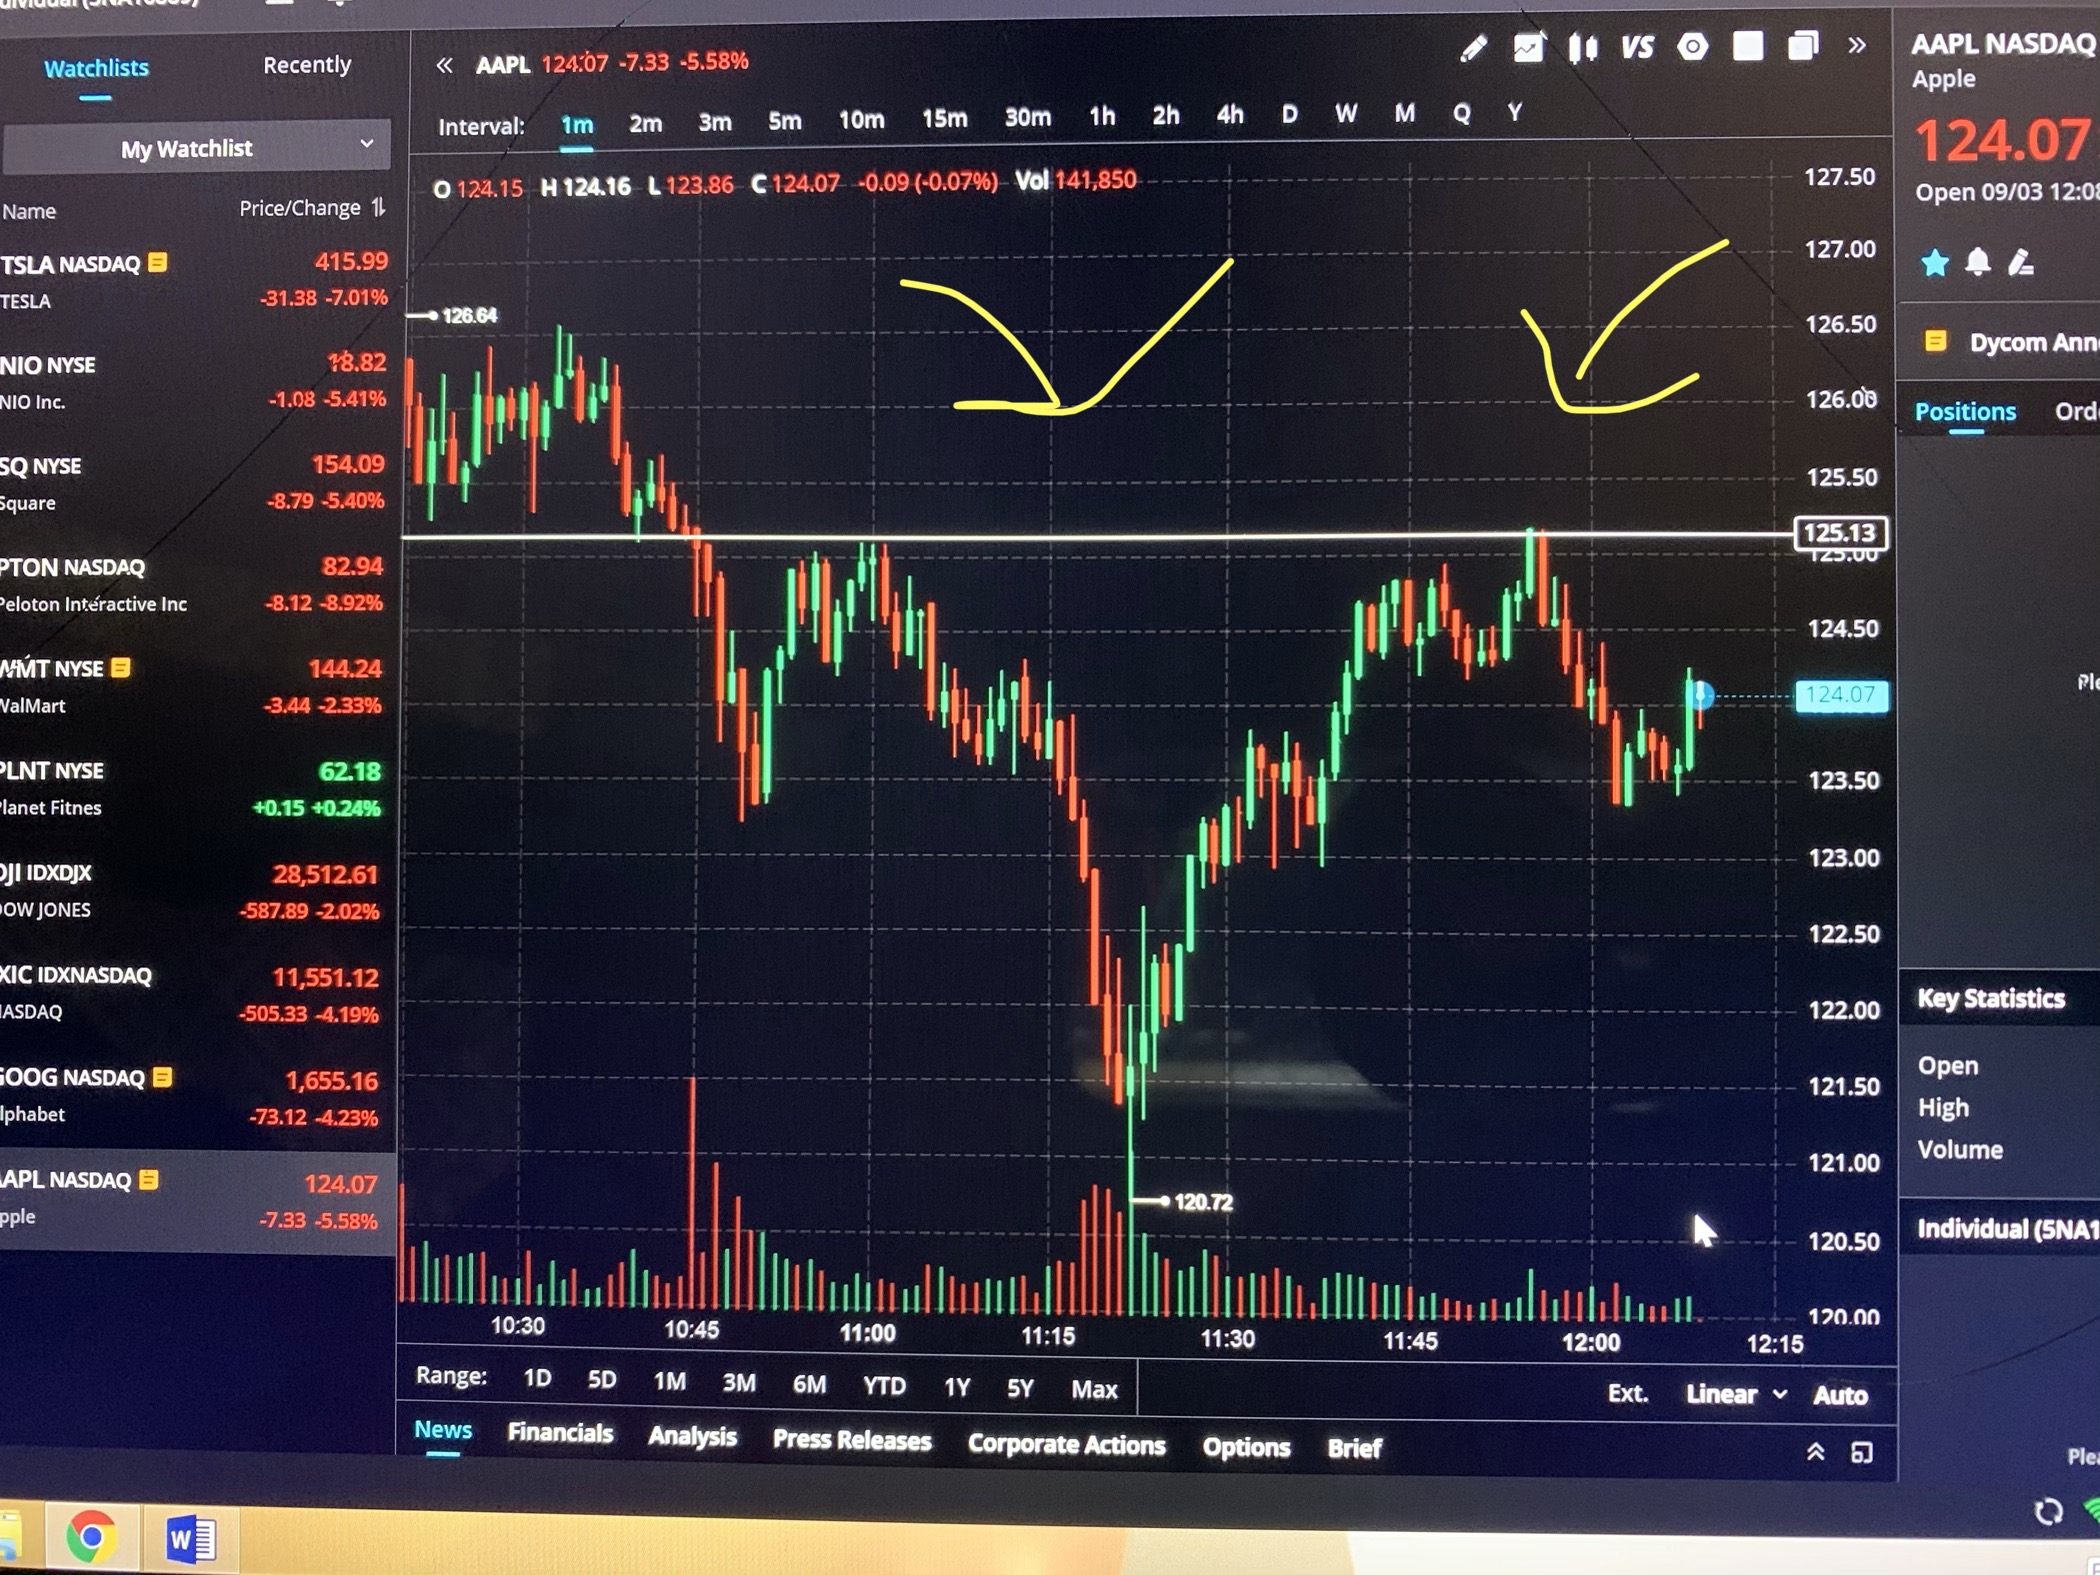 Watchlists Recently
My Watchlist
Name Price/Change
TSLA NASDAQ 415.99
TESLA -31.38 -7.01%
NIO NYSE 18.82
NIO Inc. -1.08 -5.41%
SQ NYSE 154.09
Square -8.79 -5.40%
PTON NASDAQ 82.94
Peloton Interactive Inc -8.12 -8.92%
WMT NYSE 144.24
WalMart -3.44 -2.33%
PLNT NYSE 62.18
Planet Fitnes +0.15 +0.24%
DJI IDXDJX 28,512.61
DOW JONES -587.89 -2.02%
XIC IDXNASDAQ 11,551.12
NASDAQ -505.33 -4.19%
GOOG NASDAQ 1,655.16
lphabet -73.12 -4.23%
AAPL NASDAQ 124.07
pple -7.33 -5.58%
AAPL 124.07 -7.33 -5.58%
VS
Interval: 1m 2m 3m 5m 10m 15m 30m 1h 2h 4h D W M Q Y
O 124.15 H 124.16 L 123.86 C 124.07 -0.09 (-0.07%) Vol 141,850
126.64
120.72
127.50
127.00
126.50
126.00
125.50
125.13
125.00
124.50
124.07
123.50
123.00
122.50
122.00
121.50
121.00
120.50
120.00
10:30 10:45 11:00 11:15 11:30 11:45 12:00 12:15
Range: 1D 5D 1M 3M 6M YTD 1Y 5Y Max
Ext. Linear Auto
News Financials Analysis Press Releases Corporate Actions Options Brief
AAPL NASDAQ
Apple
124.07
Open 09/03 12:08
Dycom Ann
Positions Ord
Ple
Key Statistics
Open
High
Volume
Individual (5NA1
Plea
W